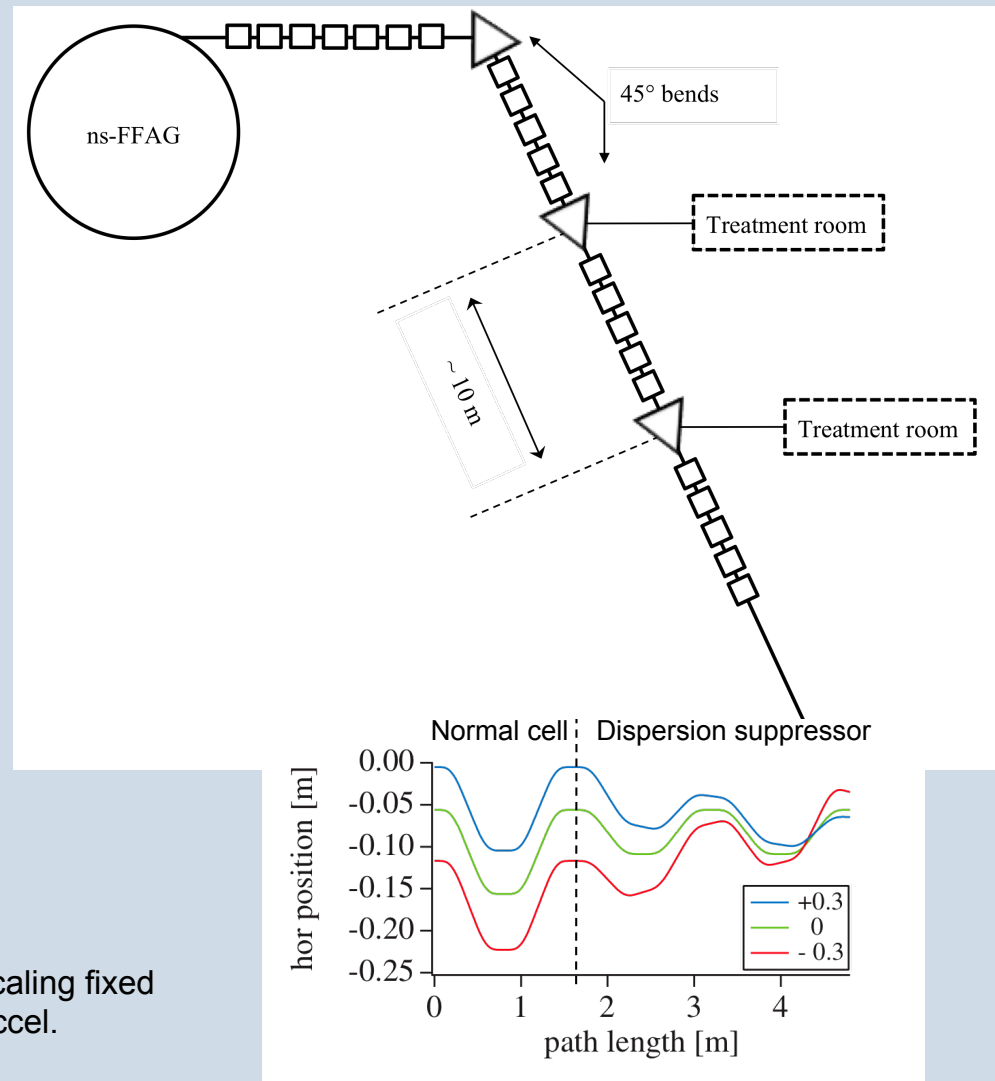 ns-FFAG
45° bends
Treatment room
~ 10 m
Treatment room
Normal cell
Dispersion suppressor
hor position [m]
0.00
-0.05
-0.10
-0.15
-0.20
-0.25
+0.3
0
- 0.3
0 1 2 3 4
path length [m]
caling fixed
ccel.